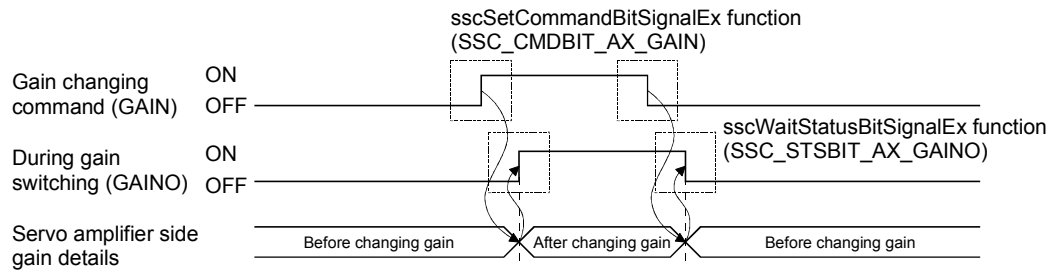 sscSetCommandBitSignalEx function
(SSC_CMDBIT_AX_GAIN)
Gain changing
command (GAIN)
ON
OFF
sscWaitStatusBitSignalEx function
(SSC_STSBIT_AX_GAINO)
During gain
switching (GAINO)
ON
OFF
Servo amplifier side
gain details
Before changing gain
After changing gain
Before changing gain